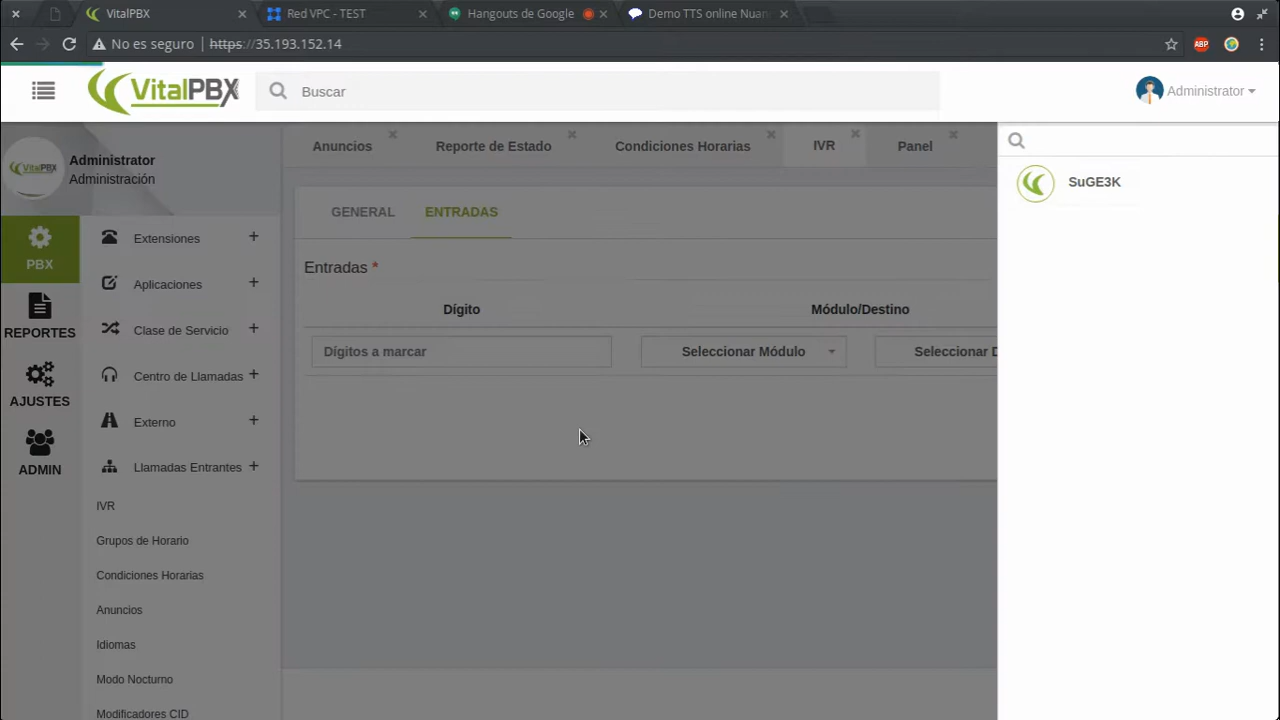 VitalPBX
Red VPC - TEST
Hangouts de Google
Demo TTS online Nuan
No es seguro
https://35.193.152.14
VitalPBX
Buscar
Administrator
VitalPBX
Administrator
Administración
Anuncios
Reporte de Estado
Condiciones Horarias
IVR
Panel
SuGE3K
PBX
REPORTES
AJUSTES
ADMIN
Extensiones +
Aplicaciones +
Clase de Servicio +
Centro de Llamadas +
Externo +
Llamadas Entrantes +
IVR
Grupos de Horario
Condiciones Horarias
Anuncios
Idiomas
Modo Nocturno
Modificadores CID
GENERAL
ENTRADAS
Entradas *
Dígito
Módulo/Destino
Dígitos a marcar
Seleccionar Módulo
Seleccionar D
ABP